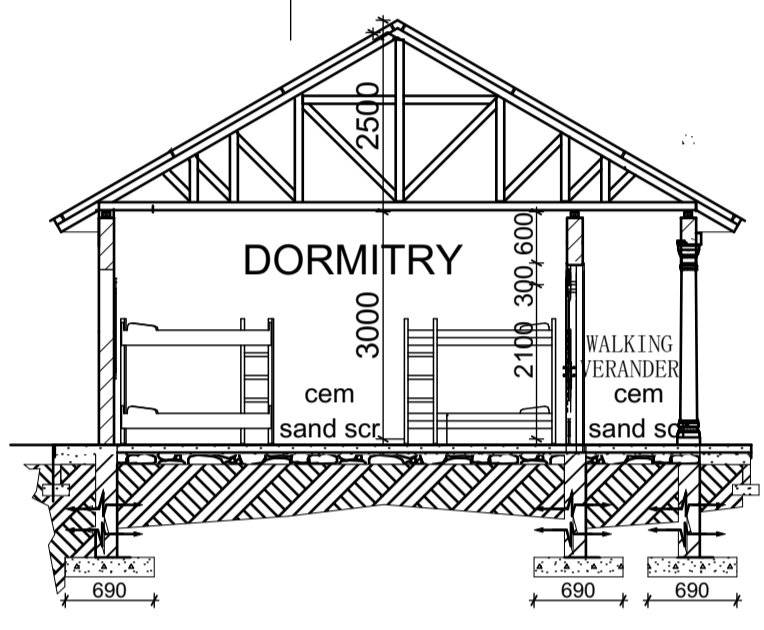 2500
DORMITRY
600
300
3000
2100
WALKING
VERANDER
cem
sand scr
cem
sand sc
690
690
690